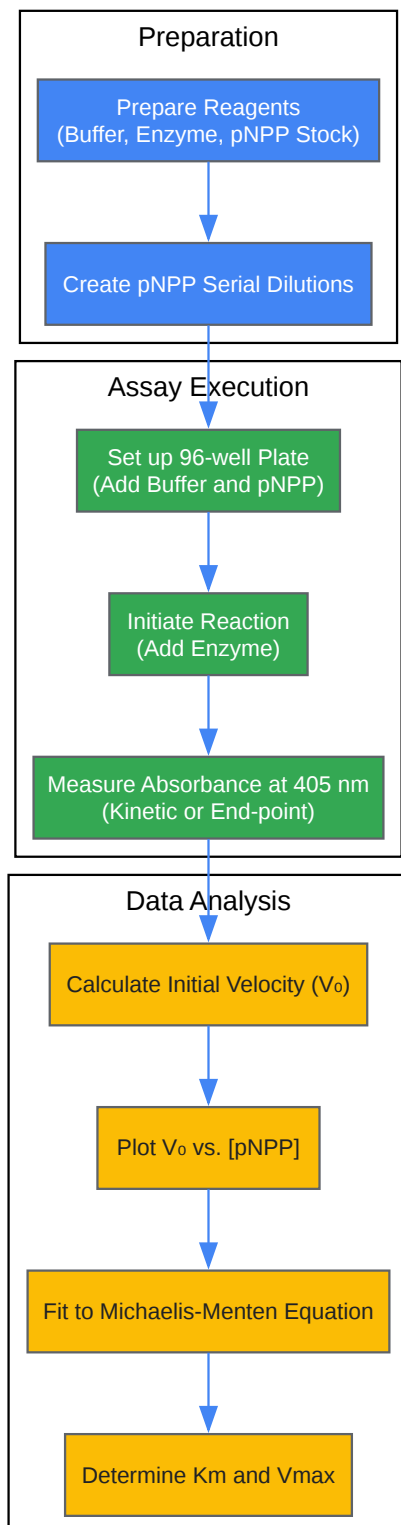 Preparation
Prepare Reagents
(Buffer, Enzyme, pNPP Stock)
Create pNPP Serial Dilutions
Assay Execution
Set up 96-well Plate
(Add Buffer and pNPP)
Initiate Reaction
(Add Enzyme)
Measure Absorbance at 405 nm
(Kinetic or End-point)
Data Analysis
Calculate Initial Velocity (V₀)
Plot V₀ vs. [pNPP]
Fit to Michaelis-Menten Equation
Determine Km and Vmax